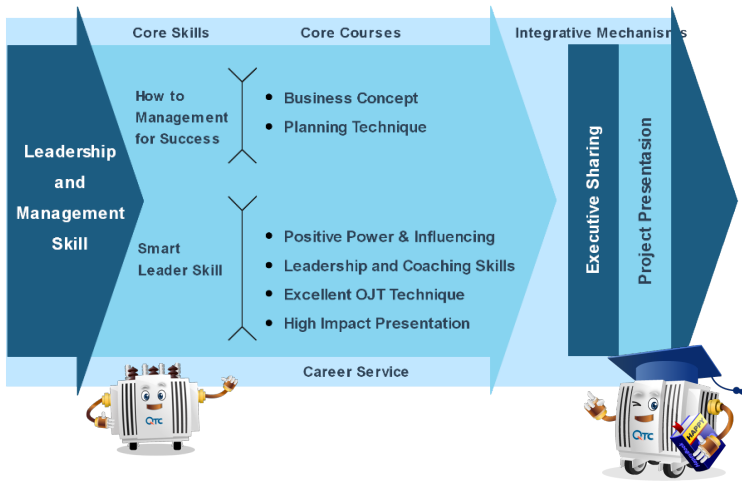 Core Skills
Core Courses
Integrative Mechanisms
Leadership
and
Management
Skill
How to
Management
for Success
• Business Concept
• Planning Technique
Smart
Leader Skill
• Positive Power & Influencing
• Leadership and Coaching Skills
• Excellent OJT Technique
• High Impact Presentation
Executive Sharing
Project Presentasion
Career Service
QTC
QTC
HAPPY